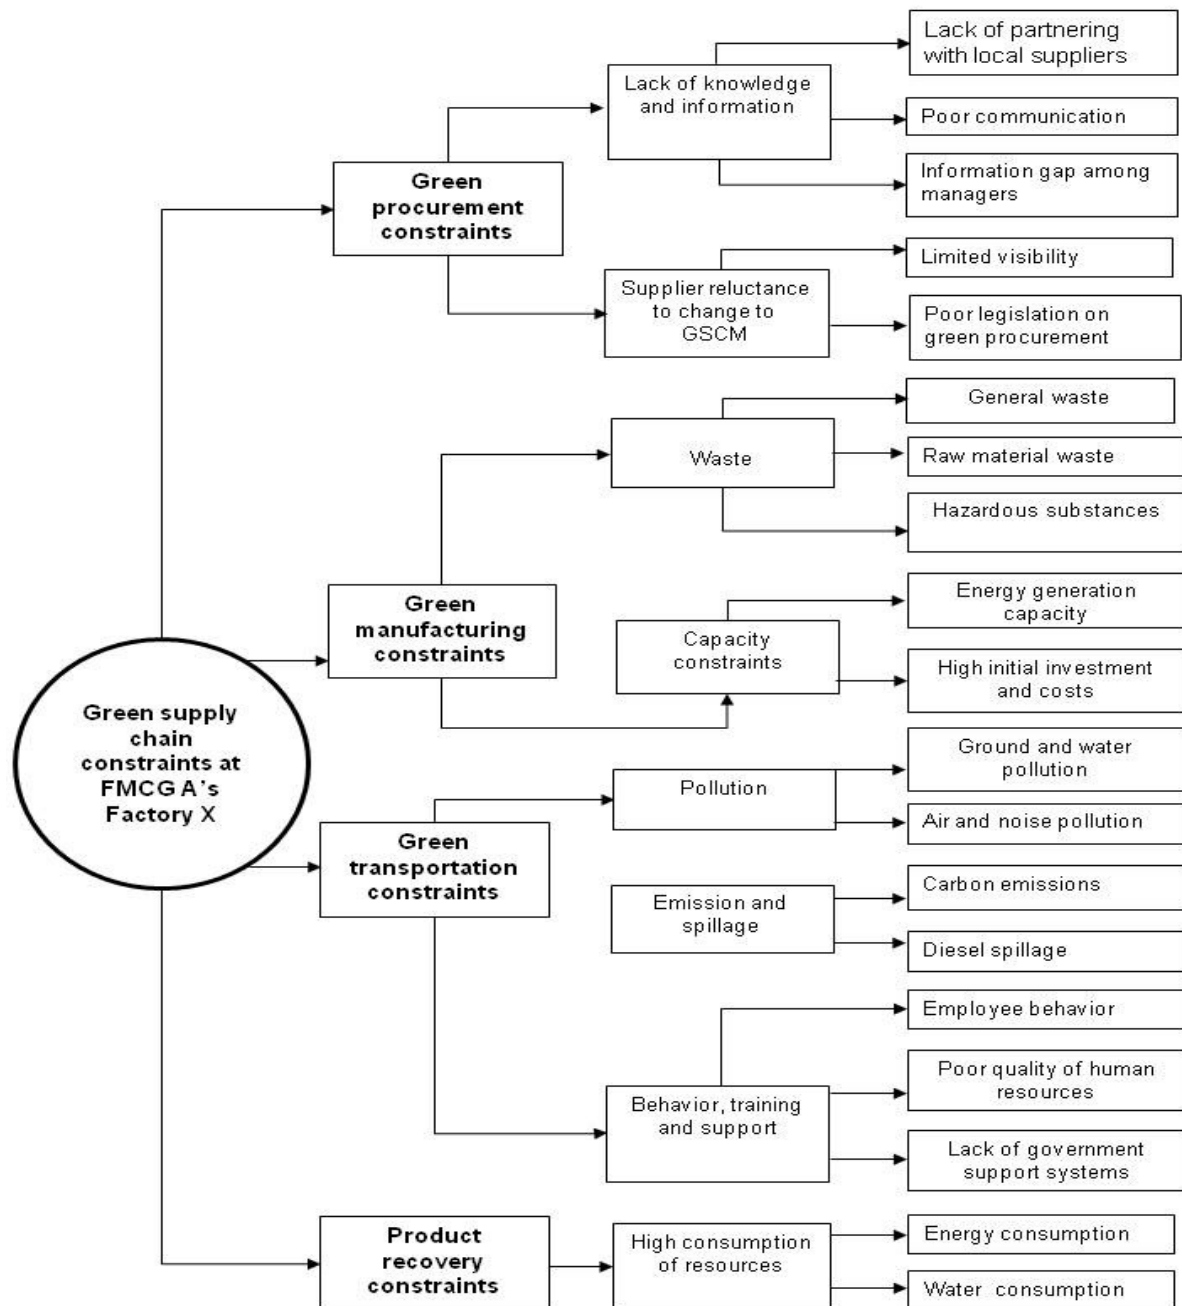 Green supply
chain
constraints at
FMCG A's
Factory X
Green
procurement
constraints
Lack of knowledge
and information
Lack of partnering
with local suppliers
Poor communication
Information gap among
managers
Supplier reluctance
to change to
GSCM
Limited visibility
Poor legislation on
green procurement
Green
manufacturing
constraints
Waste
General waste
Raw material waste
Hazardous substances
Capacity
constraints
Energy generation
capacity
High initial investment
and costs
Green
transportation
constraints
Pollution
Ground and water
pollution
Air and noise pollution
Emission and
spillage
Carbon emissions
Diesel spillage
Behavior, training
and support
Employee behavior
Poor quality of human
resources
Lack of government
support systems
Product
recovery
constraints
High consumption
of resources
Energy consumption
Water consumption